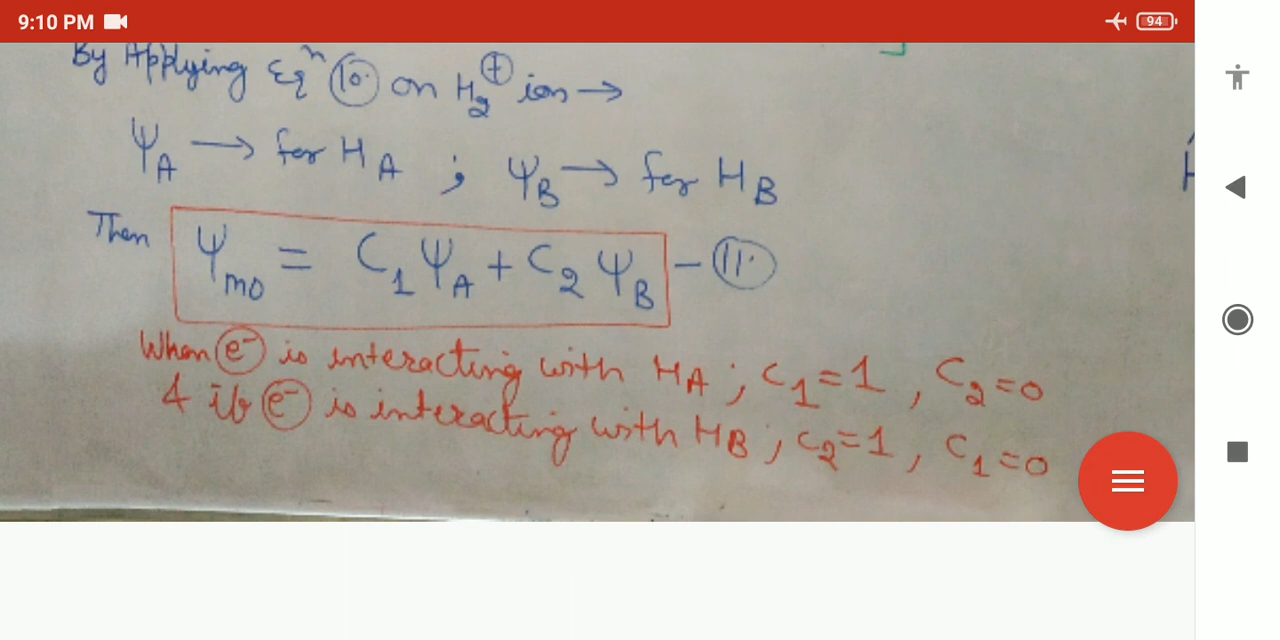 9:10 PM
94
By Applying Eqⁿ (10.) on H₂⊕ ion →
ΨA → for HA ; ΨB → for HB
Then Ψmo = C₁ΨA + C₂ΨB — (11.)
When (e⁻) is interacting with HA ; C₁=1 , C₂=0
& if (e⁻) is interacting with HB ; C₂=1 , C₁=0